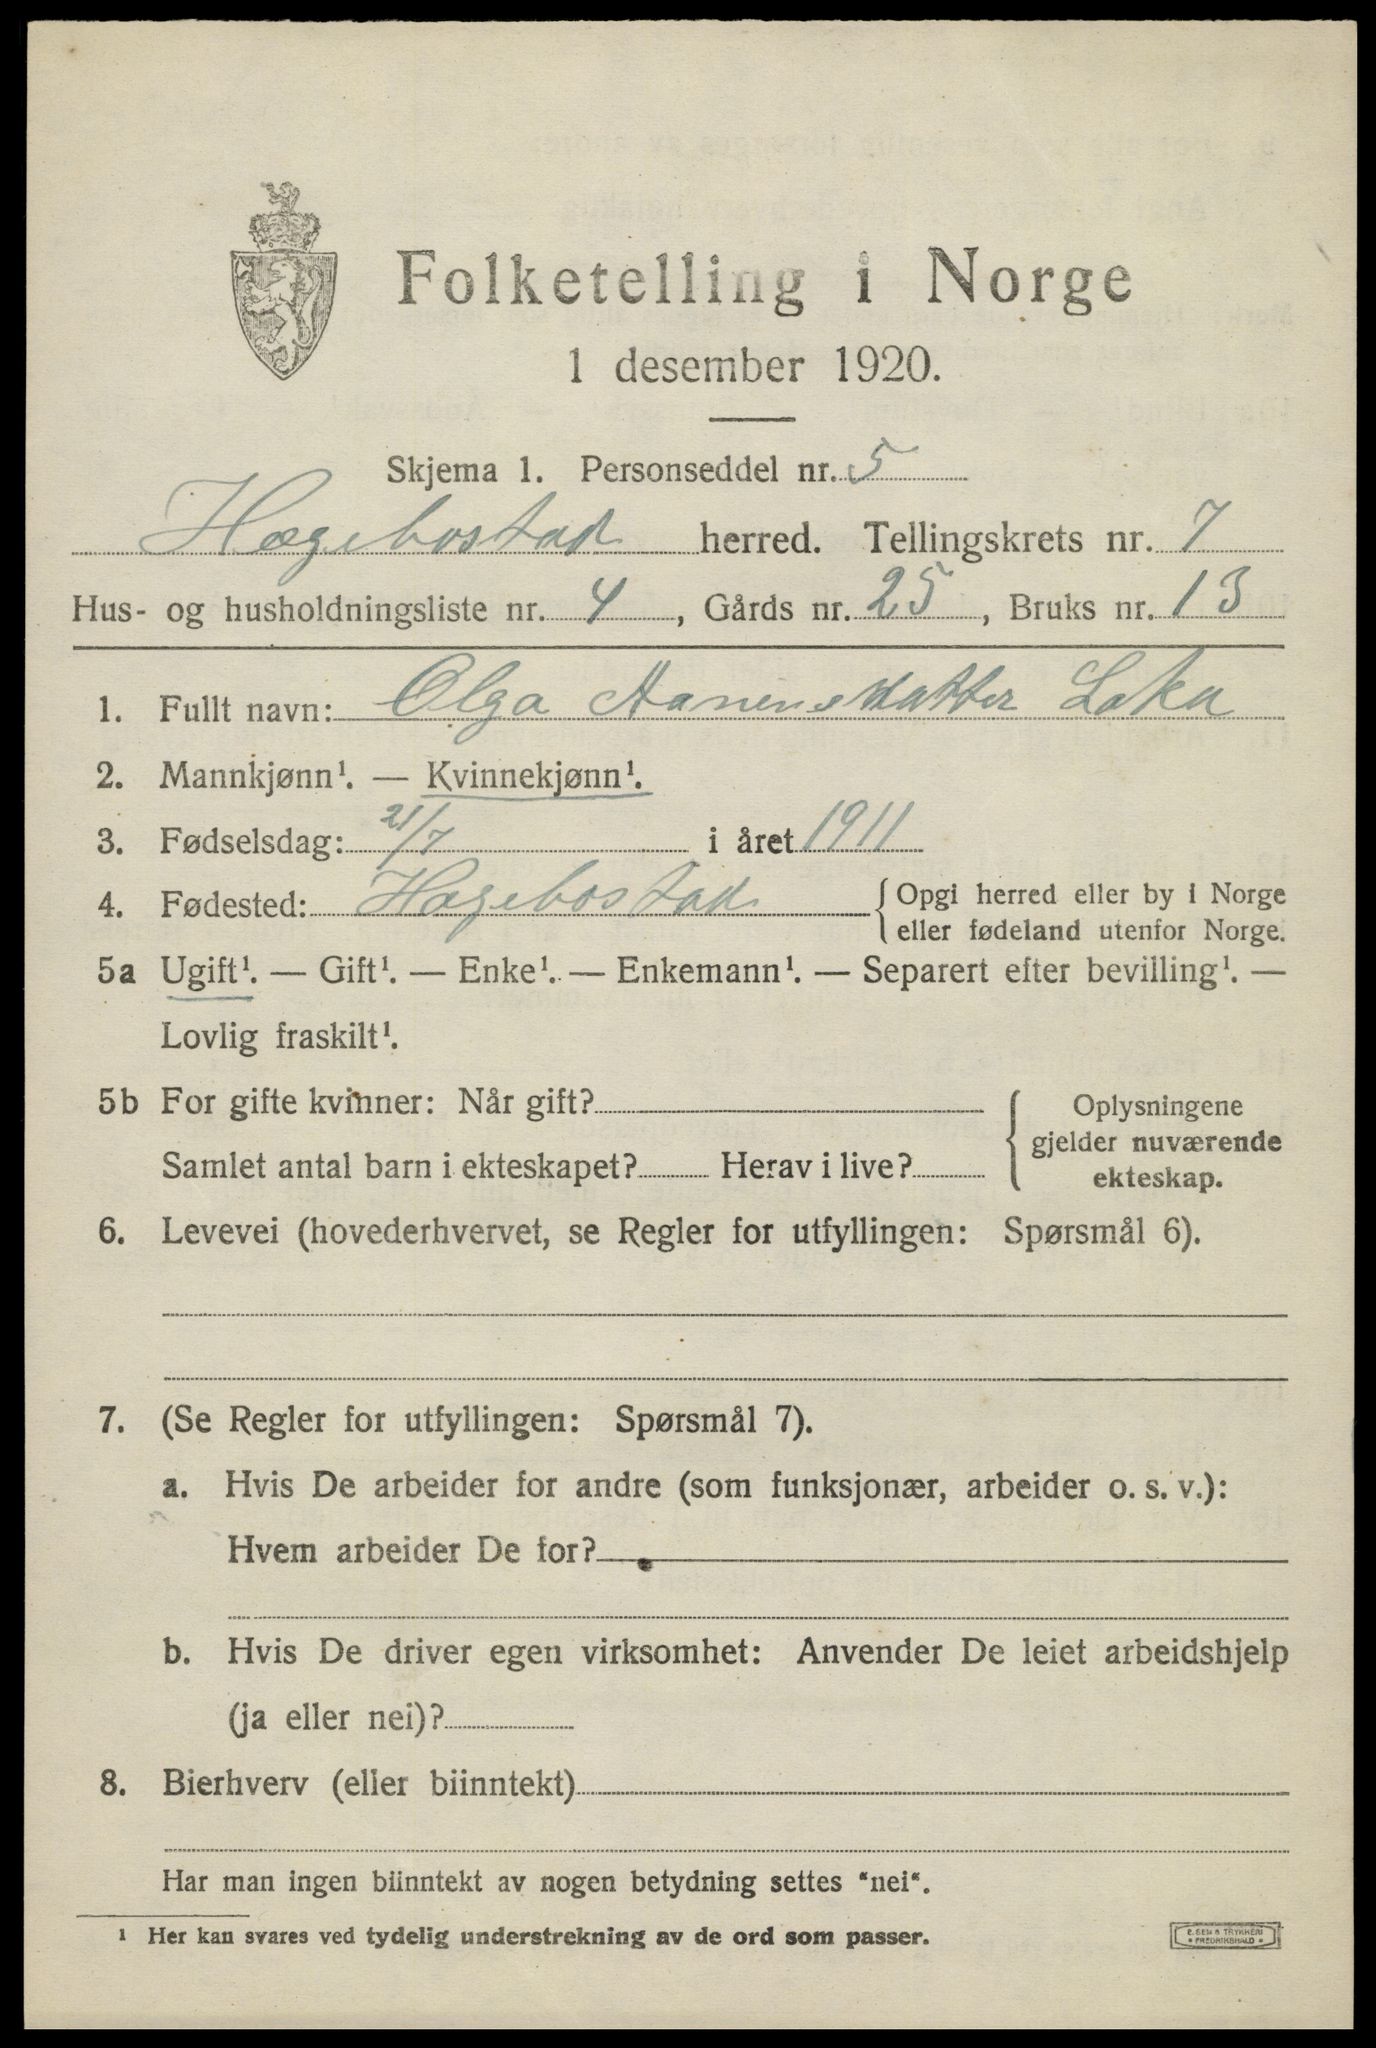 Folketelling i Norge
1 desember 1920.
Skjema 1. Personseddel nr. 5
Hægebostad herred. Tellingskrets nr. 7
Hus- og husholdningsliste nr. 4, Gårds nr. 25, Bruks nr. 13
1. Fullt navn: Olga
2. Mannkjønn¹. — Kvinnekjønn¹.
3. Fødselsdag: 21/7 i året 1911
4. Fødested: Hægebostad { Opgi herred eller by i Norge
eller fødeland utenfor Norge.
5a Ugift¹. — Gift¹. — Enke¹. — Enkemann¹. — Separert efter bevilling¹. —
Lovlig fraskilt¹.
5b For gifte kvinner: Når gift?
Samlet antal barn i ekteskapet? Herav i live?
{ Oplysningene
gjelder nuværende
ekteskap.
6. Levevei (hovederhvervet, se Regler for utfyllingen: Spørsmål 6).
7. (Se Regler for utfyllingen: Spørsmål 7).
a. Hvis De arbeider for andre (som funksjonær, arbeider o. s. v.):
Hvem arbeider De for?
b. Hvis De driver egen virksomhet: Anvender De leiet arbeidshjelp
(ja eller nei)?
8. Bierhverv (eller biinntekt)
Har man ingen biinntekt av nogen betydning settes "nei".
¹ Her kan svares ved tydelig understrekning av de ord som passer.